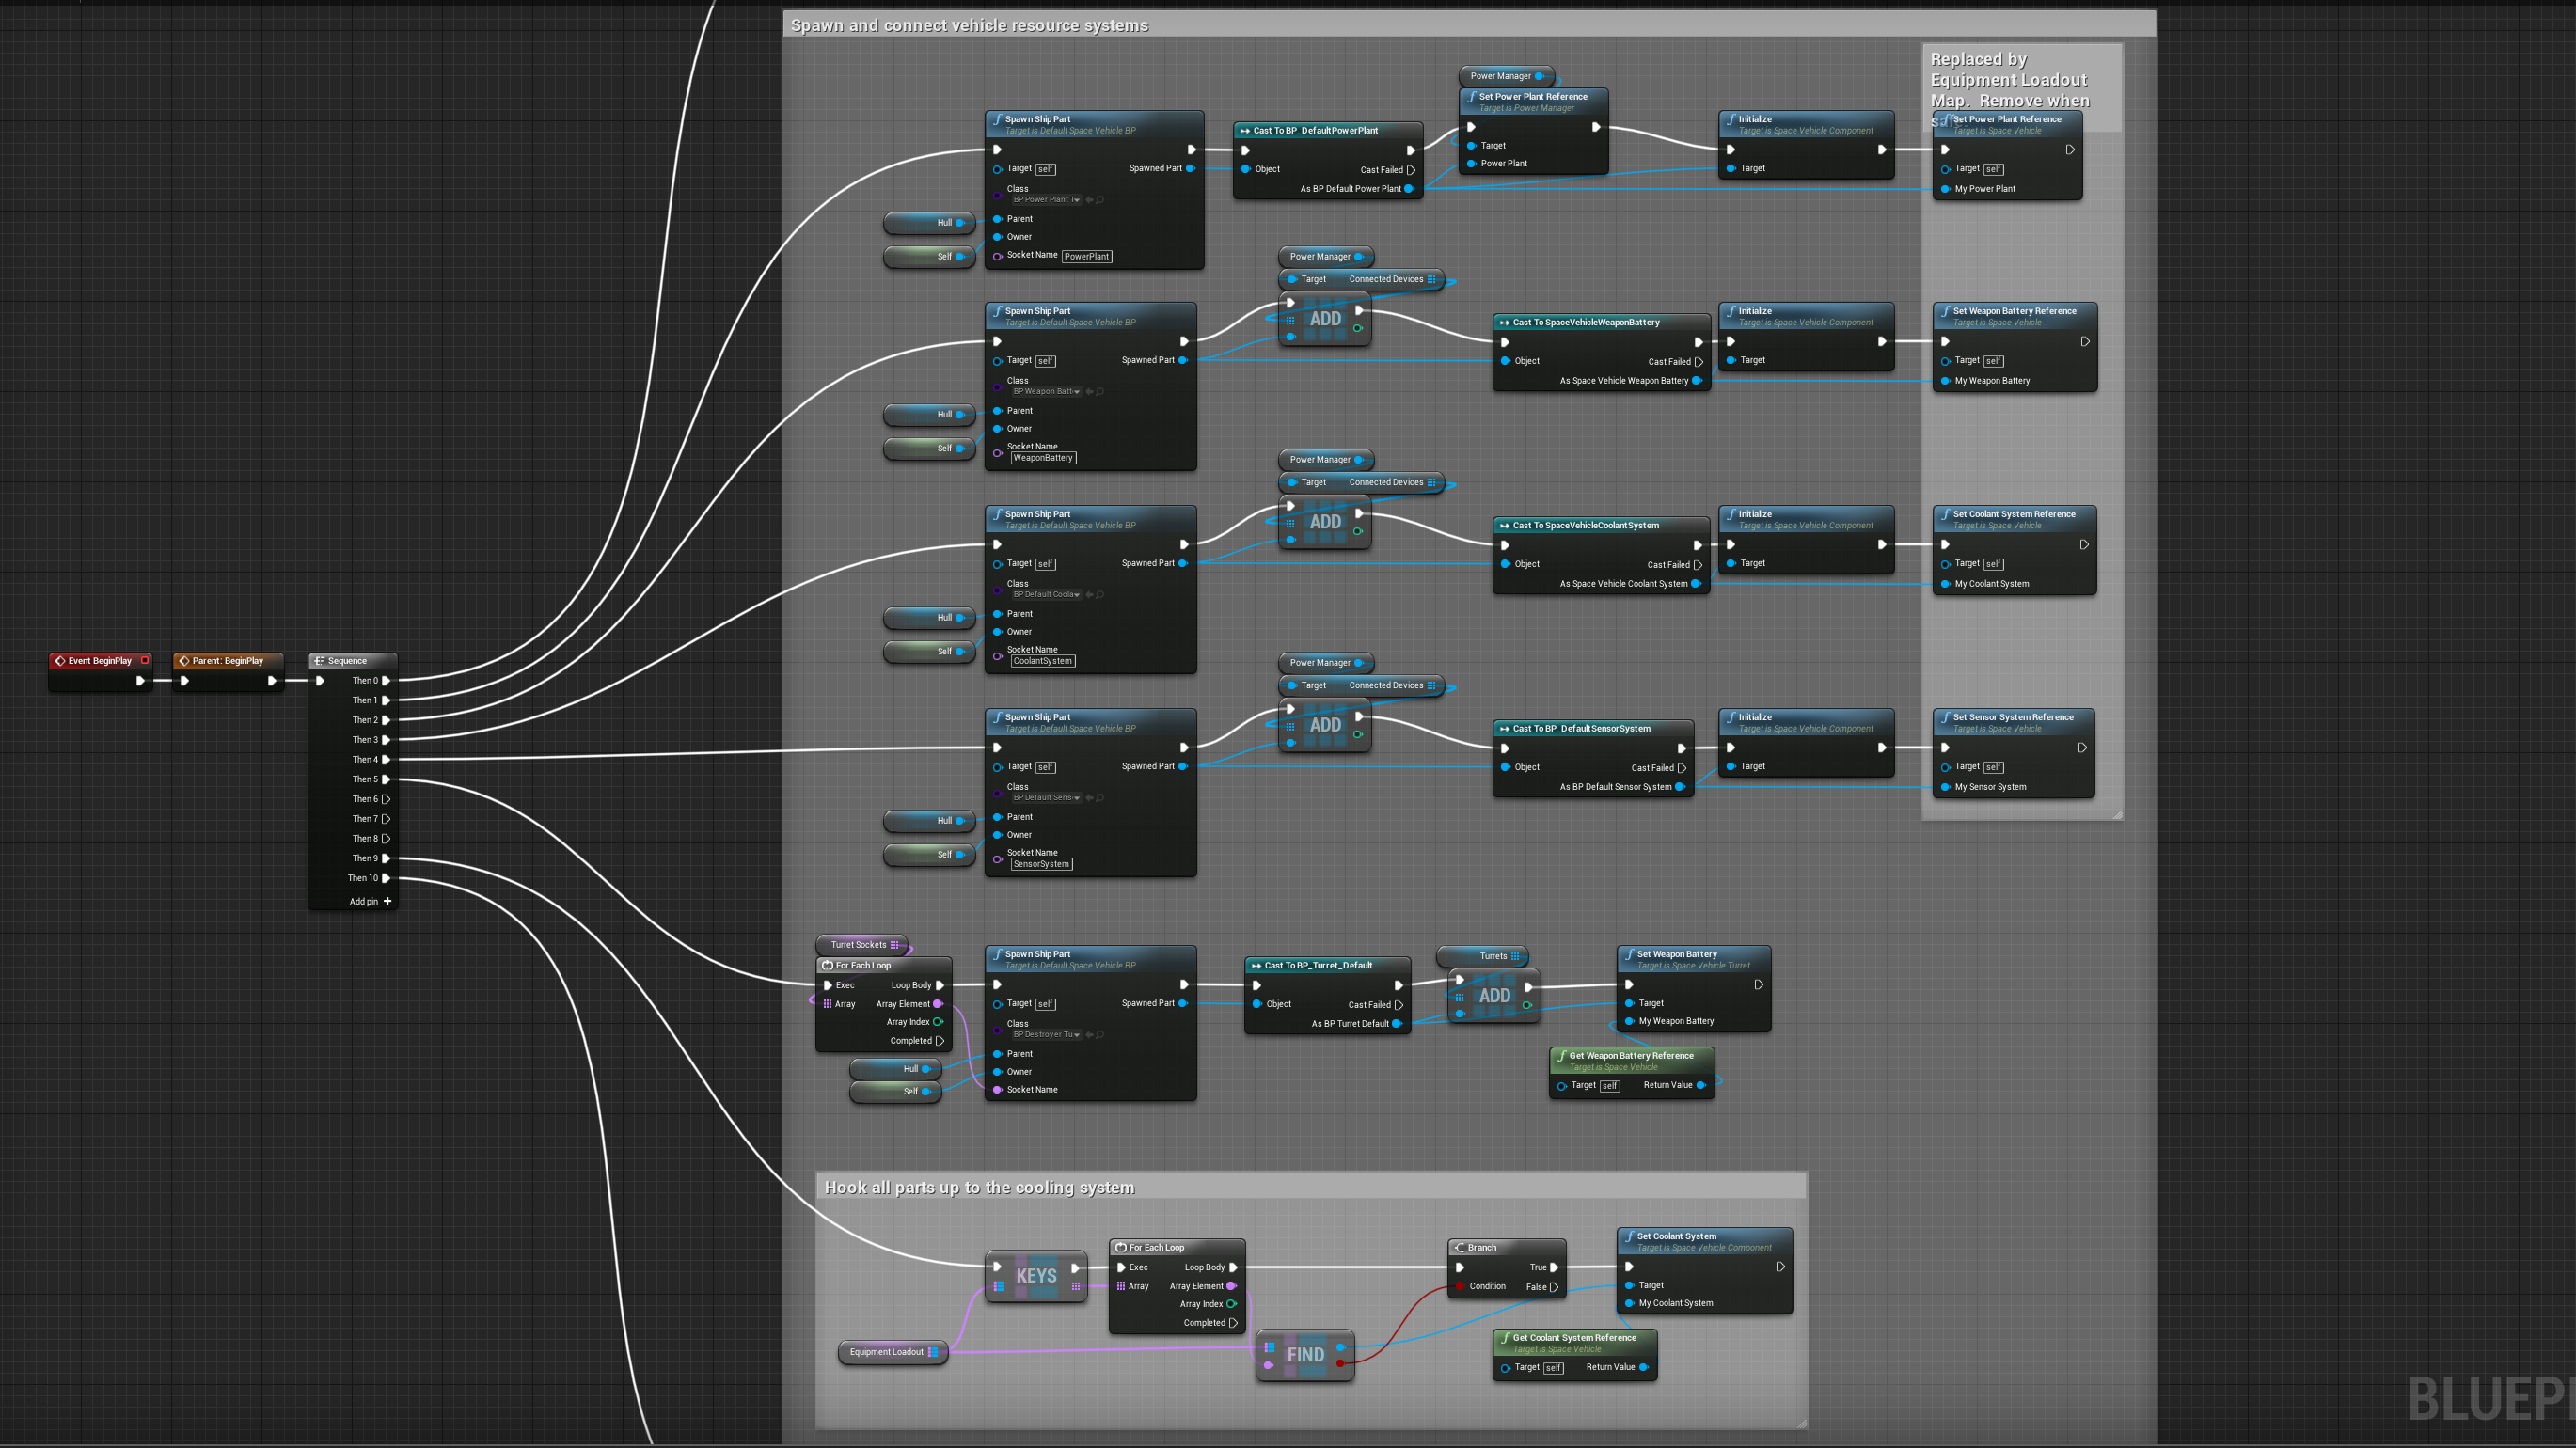 Spawn and connect vehicle resource systems
Replaced by
Equipment Loadout
Map. Remove when
Power Manager
Set Power Plant Reference
Target is Power Manager
Target
Power Plant
Spawn Ship Part
Target is Default Space Vehicle BP
Target self
Spawned Part
Class
BP Power Plant 1
Parent
Owner
Socket Name PowerPlant
Hull
Self
Cast To BP_DefaultPowerPlant
Object
Cast Failed
As BP Default Power Plant
Initialize
Target is Space Vehicle Component
Target
Set Power Plant Reference
Target is Space Vehicle
Target self
My Power Plant
Spawn Ship Part
Target is Default Space Vehicle BP
Target self
Spawned Part
Class
BP Weapon Batt
Parent
Owner
Socket Name
WeaponBattery
Hull
Self
Power Manager
Target Connected Devices
ADD
Cast To SpaceVehicleWeaponBattery
Object
Cast Failed
As Space Vehicle Weapon Battery
Initialize
Target is Space Vehicle Component
Target
Set Weapon Battery Reference
Target is Space Vehicle
Target self
My Weapon Battery
Spawn Ship Part
Target is Default Space Vehicle BP
Target self
Spawned Part
Class
BP Default Coola
Parent
Owner
Socket Name
CoolantSystem
Hull
Self
Power Manager
Target Connected Devices
ADD
Cast To SpaceVehicleCoolantSystem
Object
Cast Failed
As Space Vehicle Coolant System
Initialize
Target is Space Vehicle Component
Target
Set Coolant System Reference
Target is Space Vehicle
Target self
My Coolant System
Event BeginPlay
Parent: BeginPlay
Sequence
Then 0
Then 1
Then 2
Then 3
Then 4
Then 5
Then 6
Then 7
Then 8
Then 9
Then 10
Add pin
Spawn Ship Part
Target is Default Space Vehicle BP
Target self
Spawned Part
Class
BP Default Sens
Parent
Owner
Socket Name
SensorSystem
Hull
Self
Power Manager
Target Connected Devices
ADD
Cast To BP_DefaultSensorSystem
Object
Cast Failed
As BP Default Sensor System
Initialize
Target is Space Vehicle Component
Target
Set Sensor System Reference
Target is Space Vehicle
Target self
My Sensor System
Turret Sockets
For Each Loop
Exec Loop Body
Array Array Element
Array Index
Completed
Hull
Self
Spawn Ship Part
Target is Default Space Vehicle BP
Target self
Spawned Part
Class
BP Destroyer Tu
Parent
Owner
Socket Name
Cast To BP_Turret_Default
Object
Cast Failed
As BP Turret Default
Turrets
ADD
Set Weapon Battery
Target is Space Vehicle Turret
Target
My Weapon Battery
Get Weapon Battery Reference
Target is Space Vehicle
Target self Return Value
Hook all parts up to the cooling system
KEYS
For Each Loop
Exec Loop Body
Array Array Element
Array Index
Completed
Equipment Loadout
FIND
Branch
True
Condition False
Set Coolant System
Target is Space Vehicle Component
Target
My Coolant System
Get Coolant System Reference
Target is Space Vehicle
Target self Return Value
BLUEP